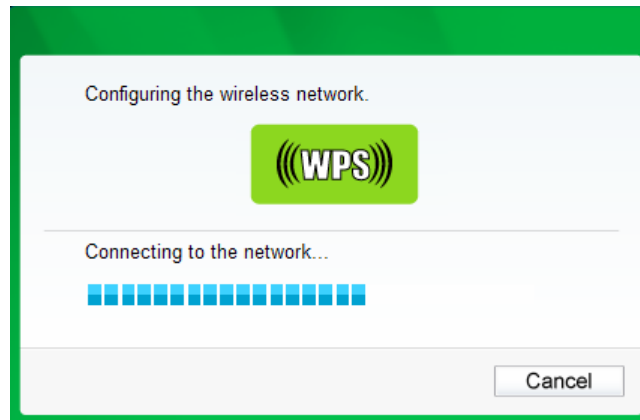 Configuring the wireless network.
(((WPS)))
Connecting to the network...
Cancel